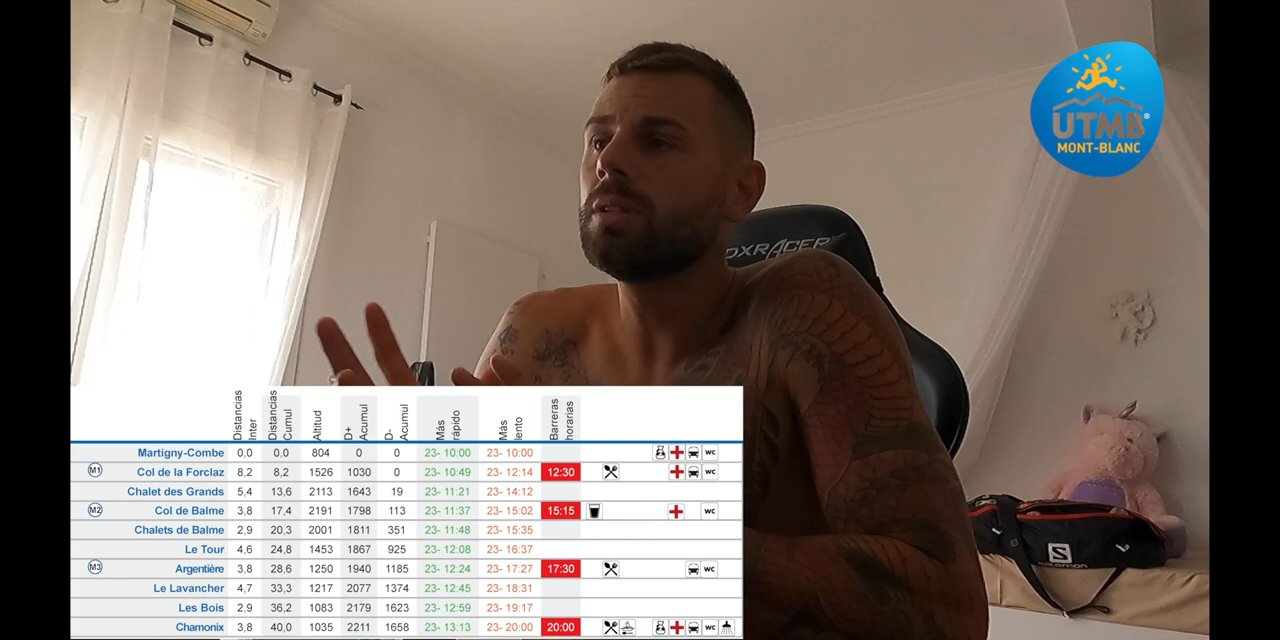 UTMB®
MONT-BLANC
DXRACER
S
SALOMON
Distancias Inter Distancias Cumul Altitud D+ Acumul D- Acumul Más rápido Más lento Barreras horarias
Martigny-Combe 0,0 0,0 804 0 0 23- 10:00 23- 10:00 WC
M1 Col de la Forclaz 8,2 8,2 1526 1030 0 23- 10:49 23- 12:14 12:30 WC
Chalet des Grands 5,4 13,6 2113 1643 19 23- 11:21 23- 14:12
M2 Col de Balme 3,8 17,4 2191 1798 113 23- 11:37 23- 15:02 15:15 WC
Chalets de Balme 2,9 20,3 2001 1811 351 23- 11:48 23- 15:35
Le Tour 4,6 24,8 1453 1867 925 23- 12:08 23- 16:37
M3 Argentière 3,8 28,6 1250 1940 1185 23- 12:24 23- 17:27 17:30 WC
Le Lavancher 4,7 33,3 1217 2077 1374 23- 12:45 23- 18:31
Les Bois 2,9 36,2 1083 2179 1623 23- 12:59 23- 19:17
Chamonix 3,8 40,0 1035 2211 1658 23- 13:13 23- 20:00 20:00 WC